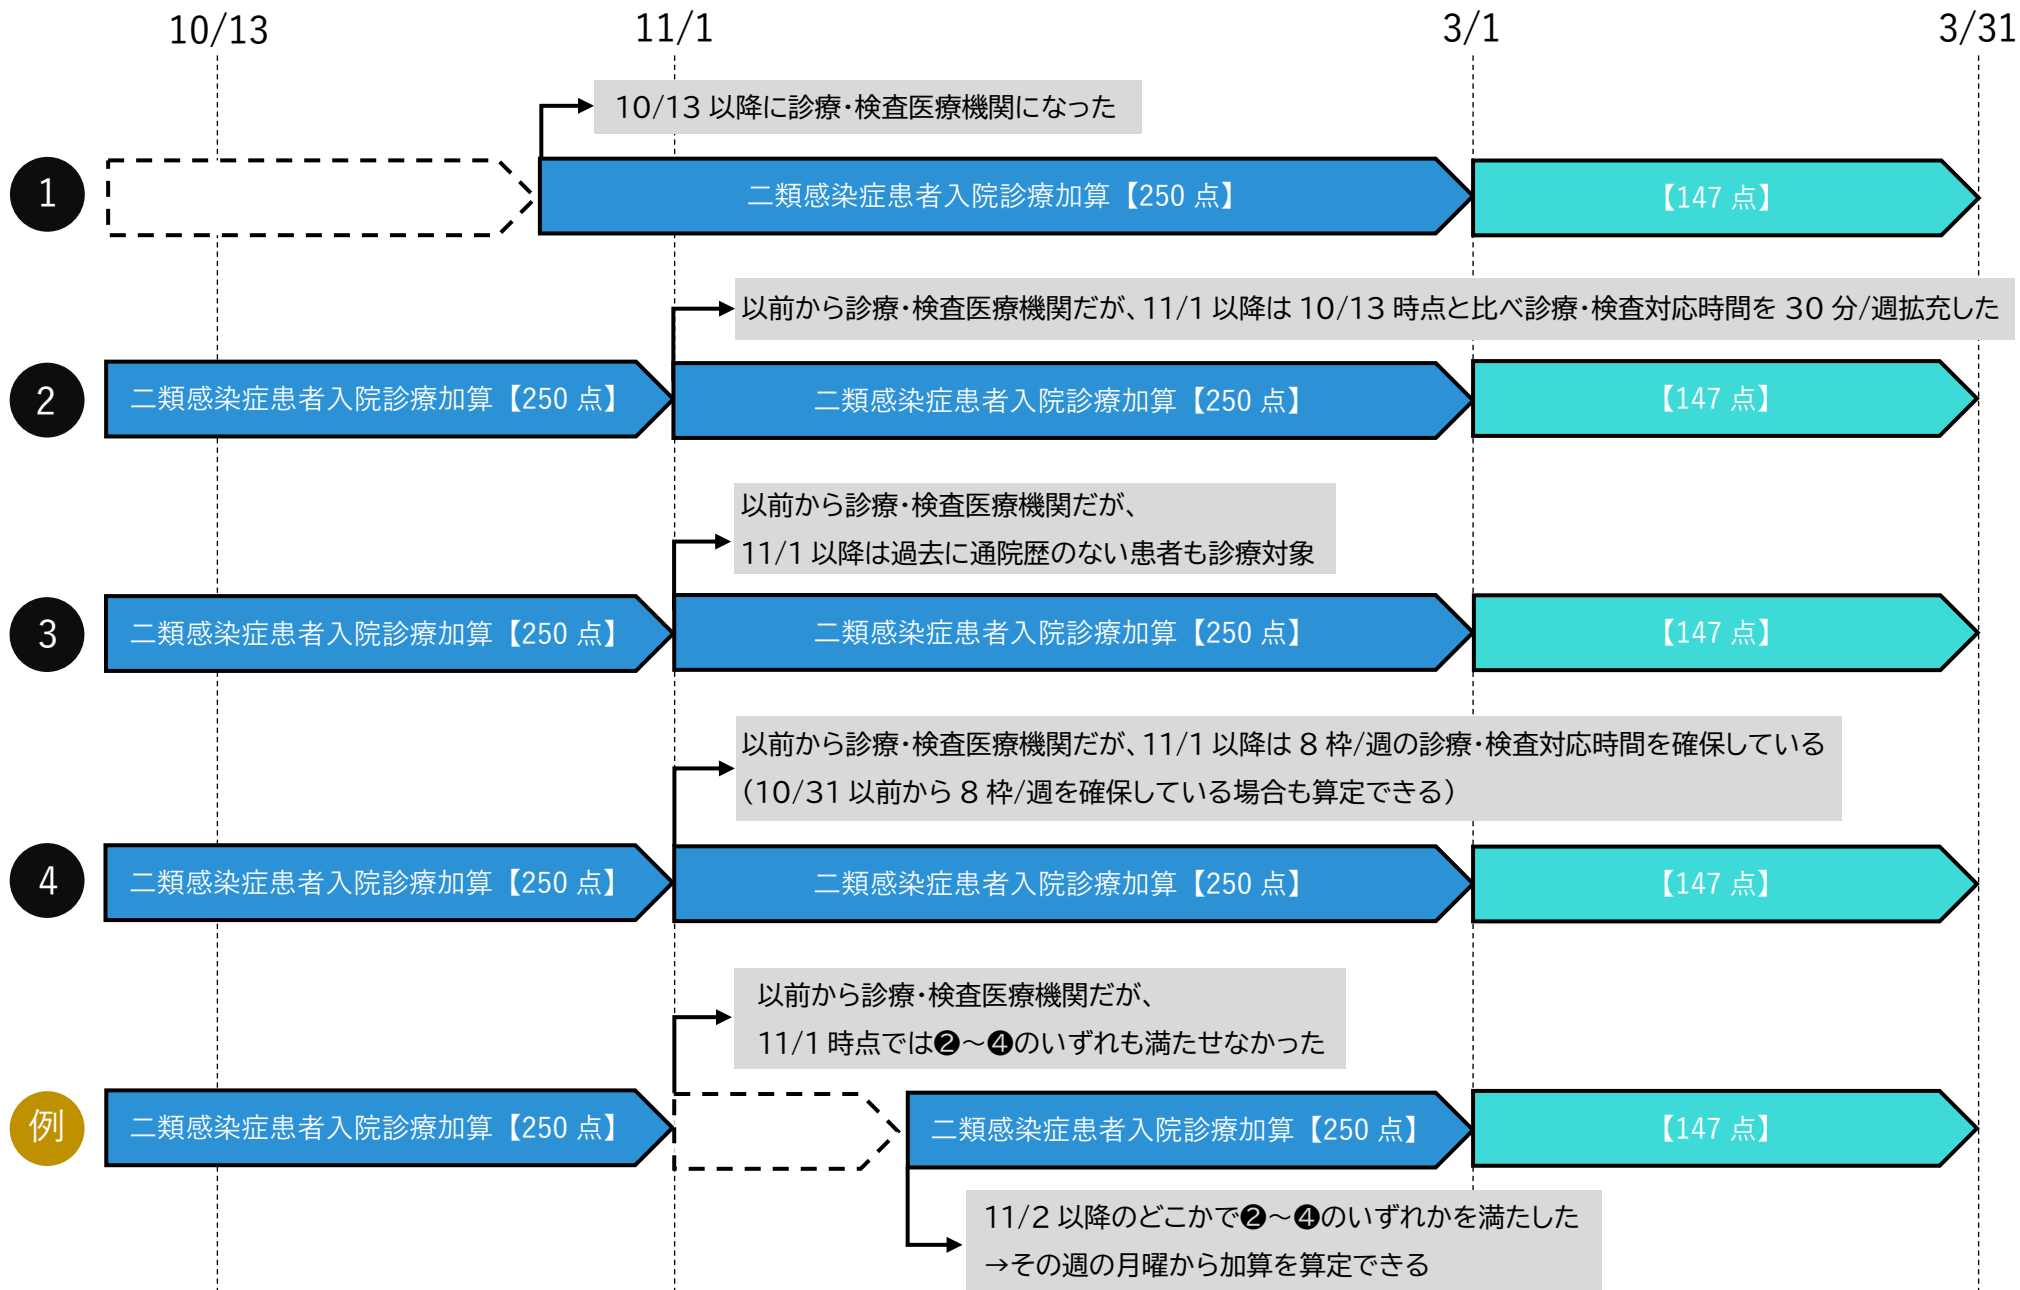 10/13
11/1
3/1
3/31
10/13 以降に診療・検査医療機関になった
1
二類感染症患者入院診療加算【250 点】
【147 点】
以前から診療・検査医療機関だが、11/1 以降は 10/13 時点と比べ診療・検査対応時間を 30 分/週拡充した
2
二類感染症患者入院診療加算【250 点】
二類感染症患者入院診療加算【250 点】
【147 点】
以前から診療・検査医療機関だが、
11/1 以降は過去に通院歴のない患者も診療対象
3
二類感染症患者入院診療加算【250 点】
二類感染症患者入院診療加算【250 点】
【147 点】
以前から診療・検査医療機関だが、11/1 以降は 8 枠/週の診療・検査対応時間を確保している
（10/31 以前から 8 枠/週を確保している場合も算定できる）
4
二類感染症患者入院診療加算【250 点】
二類感染症患者入院診療加算【250 点】
【147 点】
以前から診療・検査医療機関だが、
11/1 時点では❷～❹のいずれも満たせなかった
例
二類感染症患者入院診療加算【250 点】
二類感染症患者入院診療加算【250 点】
【147 点】
11/2 以降のどこかで❷～❹のいずれかを満たした
→その週の月曜から加算を算定できる